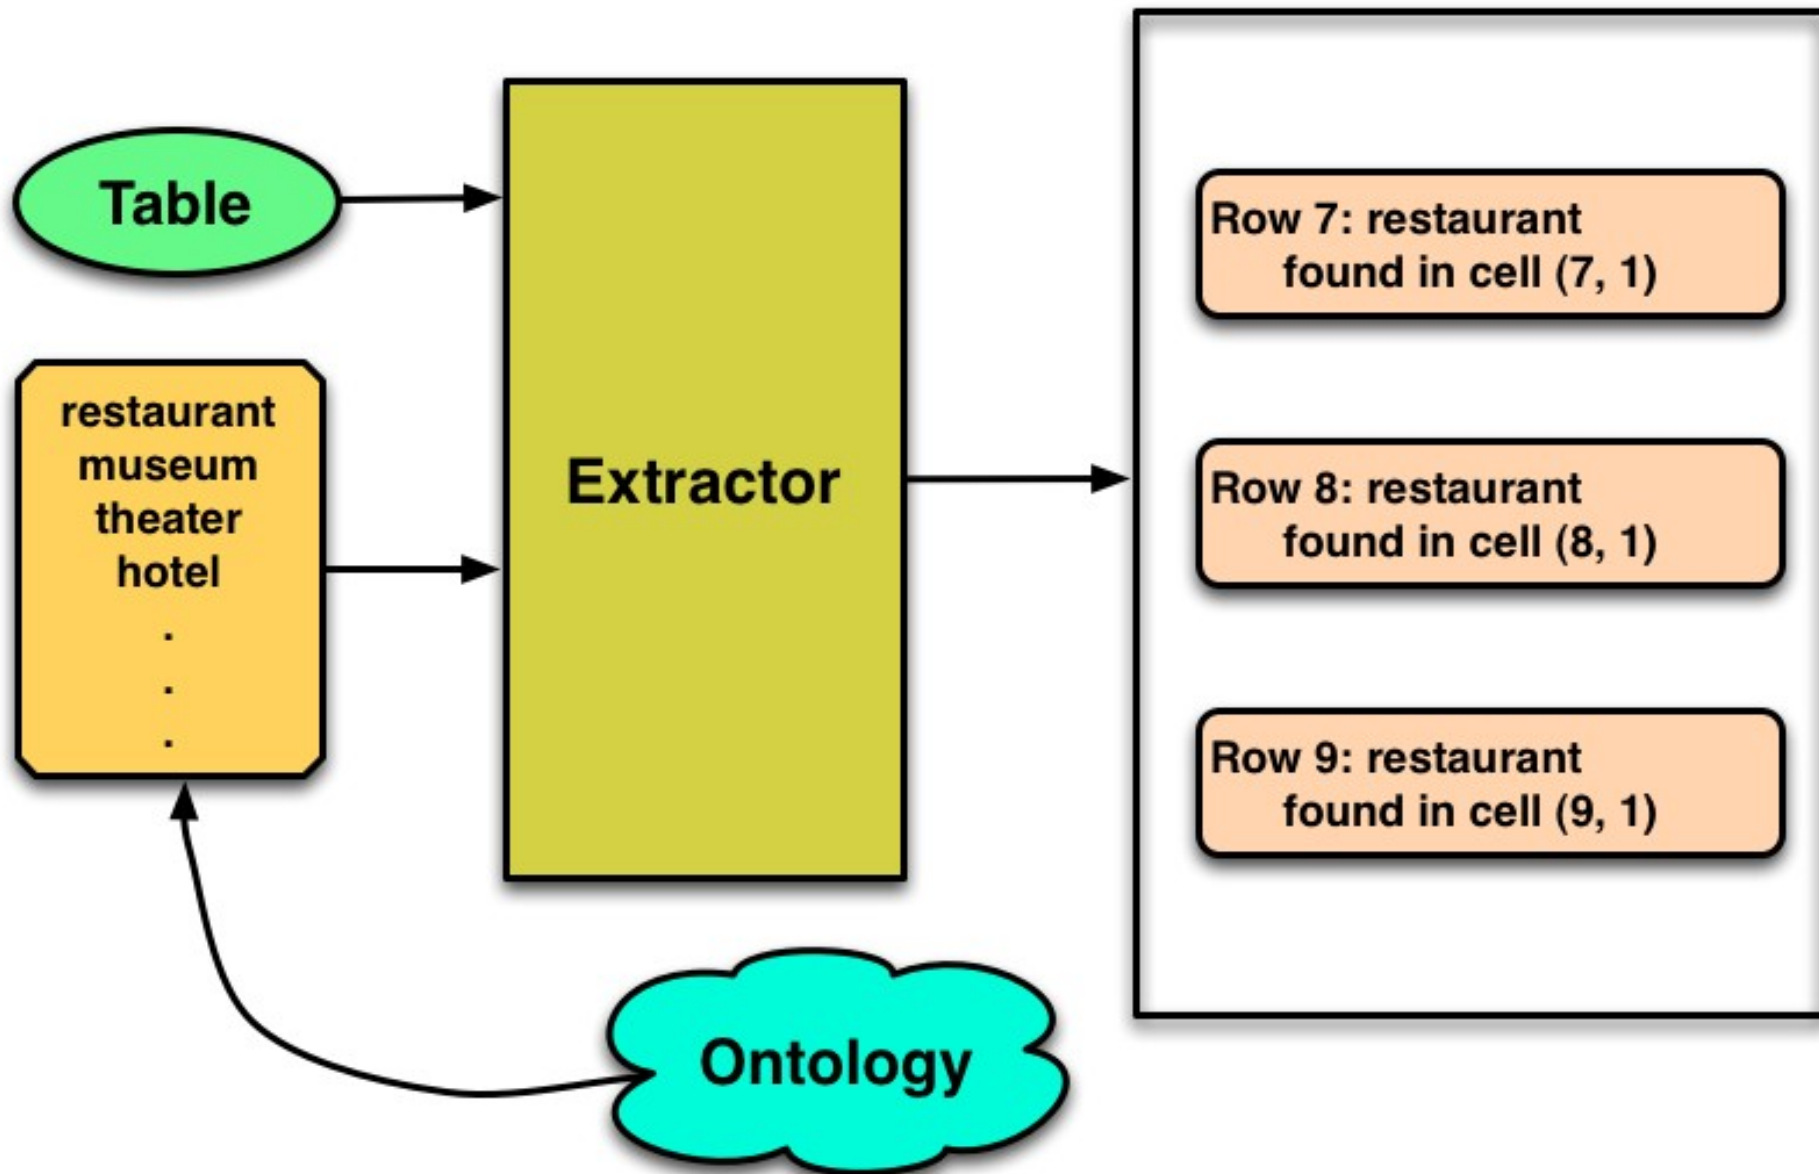 Table
restaurant
museum
theater
hotel
.
.
.
Extractor
Ontology
Row 7: restaurant
found in cell (7, 1)
Row 8: restaurant
found in cell (8, 1)
Row 9: restaurant
found in cell (9, 1)